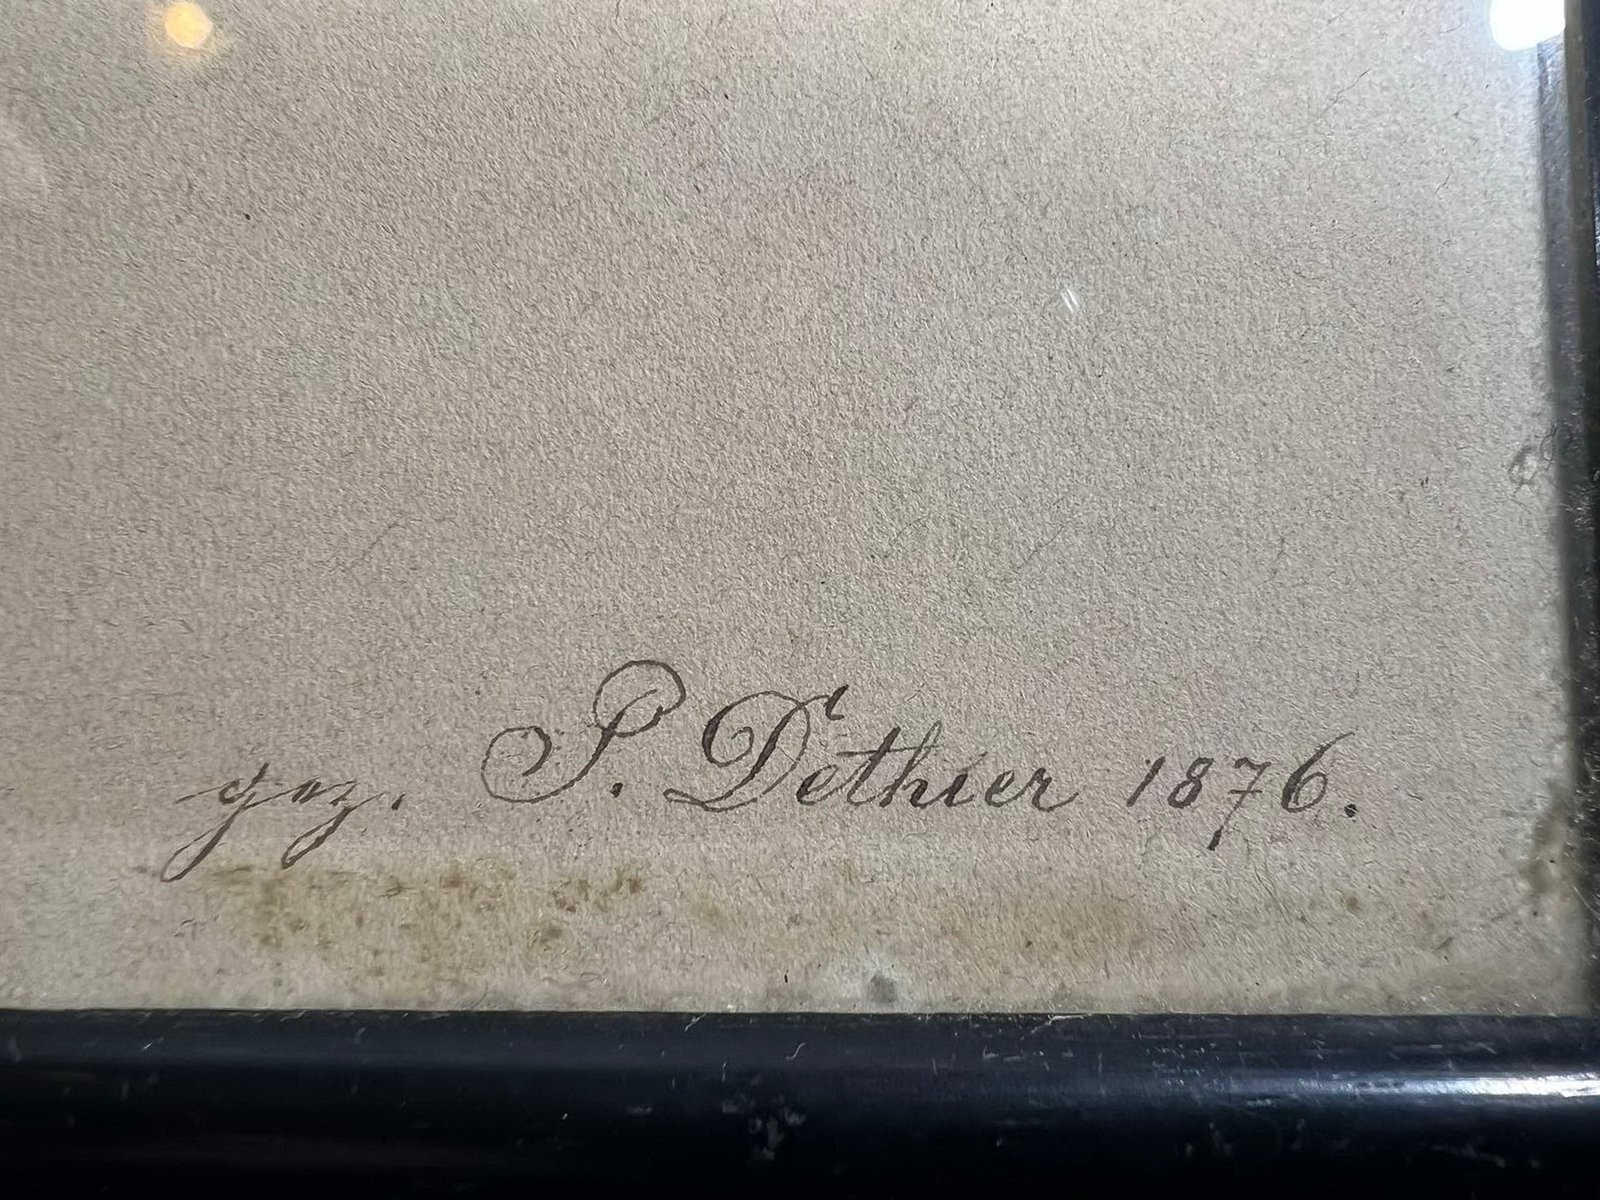 gez. P. Dethier 1876.